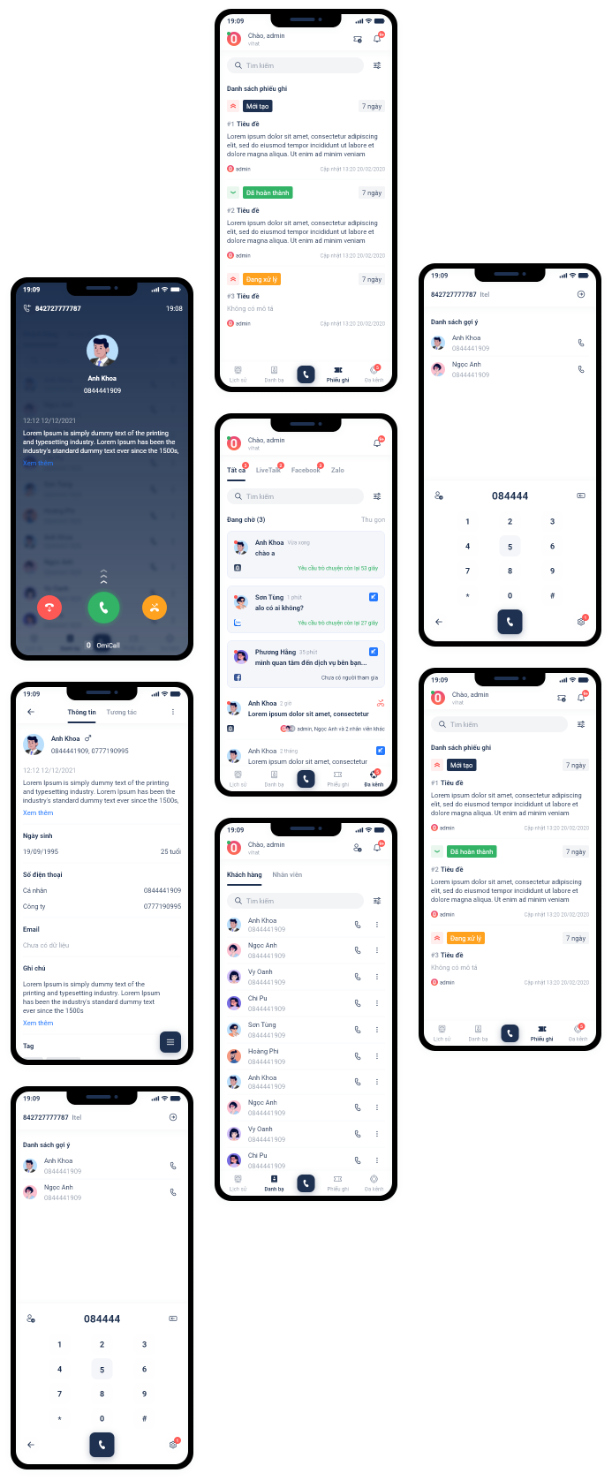 19:09
842727777787
19:08
Anh Khoa
0844441909
12:12 12/12/2021
Lorem Ipsum is simply dummy text of the printing
and typesetting industry. Lorem Ipsum has been the
industry's standard dummy text ever since the 1500s,
Xem thêm
OmiCall
19:09
Thông tin
Tương tác
Anh Khoa
0844441909, 0777190995
12:12 12/12/2021
Lorem Ipsum is simply dummy text of the printing
and typesetting industry. Lorem Ipsum has been the
industry's standard dummy text ever since the 1500s,
Xem thêm
Ngày sinh
19/09/1995
25 tuổi
Số điện thoại
Cá nhân
0844441909
Công ty
0777190995
Email
Chưa có dữ liệu
Ghi chú
Lorem Ipsum is simply dummy text of the
printing and typesetting industry. Lorem Ipsum
has been the industry's standard dummy text
ever since the 1500s
Xem thêm
Tag
19:09
842727777787 Itel
Danh sách gợi ý
Anh Khoa
0844441909
Ngọc Anh
0844441909
084444
1 2 3
4 5 6
7 8 9
* 0 #
19:09
Chào, admin
vihat
Tìm kiếm
Danh sách phiếu ghi
Mới tạo
7 ngày
#1 Tiêu đề
Lorem ipsum dolor sit amet, consectetur adipiscing
elit, sed do eiusmod tempor incididunt ut labore et
dolore magna aliqua. Ut enim ad minim veniam
admin
Cập nhật 13:20 20/02/2020
Đã hoàn thành
7 ngày
#2 Tiêu đề
Lorem ipsum dolor sit amet, consectetur adipiscing
elit, sed do eiusmod tempor incididunt ut labore et
dolore magna aliqua. Ut enim ad minim veniam
admin
Cập nhật 13:20 20/02/2020
Đang xử lý
7 ngày
#3 Tiêu đề
Không có mô tả
admin
Cập nhật 13:20 20/02/2020
Lịch sử
Danh bạ
Phiếu ghi
Đa kênh
Chào, admin
vihat
Tất cả
LiveTalk
Facebook
Zalo
Tìm kiếm
Đang chờ (3)
Thu gọn
Anh Khoa Vừa xong
chào a
Yêu cầu trò chuyện còn lại 53 giây
Sơn Tùng 1 phút
alo có ai không?
Yêu cầu trò chuyện còn lại 27 giây
Phương Hằng 35 phút
mình quan tâm đến dịch vụ bên bạn...
Chưa có người tham gia
Anh Khoa 2 giờ
Lorem ipsum dolor sit amet, consectetur
admin, Ngọc Anh và 2 nhân viên khác
Anh Khoa 2 tháng
Lorem ipsum dolor sit amet, consectetur
Lịch sử
Danh bạ
Phiếu ghi
Đa kênh
19:09
Chào, admin
vihat
Khách hàng
Nhân viên
Tìm kiếm
Anh Khoa
0844441909
Ngọc Anh
0844441909
Vy Oanh
0844441909
Chi Pu
0844441909
Sơn Tùng
0844441909
Hoàng Phi
0844441909
Anh Khoa
0844441909
Ngọc Anh
0844441909
Vy Oanh
0844441909
Chi Pu
0844441909
Lịch sử
Danh bạ
Phiếu ghi
Đa kênh
19:09
842727777787 Itel
Danh sách gợi ý
Anh Khoa
0844441909
Ngọc Anh
0844441909
084444
1 2 3
4 5 6
7 8 9
* 0 #
19:09
Chào, admin
vihat
Tìm kiếm
Danh sách phiếu ghi
Mới tạo
7 ngày
#1 Tiêu đề
Lorem ipsum dolor sit amet, consectetur adipiscing
elit, sed do eiusmod tempor incididunt ut labore et
dolore magna aliqua. Ut enim ad minim veniam
admin
Cập nhật 13:20 20/02/2020
Đã hoàn thành
7 ngày
#2 Tiêu đề
Lorem ipsum dolor sit amet, consectetur adipiscing
elit, sed do eiusmod tempor incididunt ut labore et
dolore magna aliqua. Ut enim ad minim veniam
admin
Cập nhật 13:20 20/02/2020
Đang xử lý
7 ngày
#3 Tiêu đề
Không có mô tả
admin
Cập nhật 13:20 20/02/2020
Lịch sử
Danh bạ
Phiếu ghi
Đa kênh